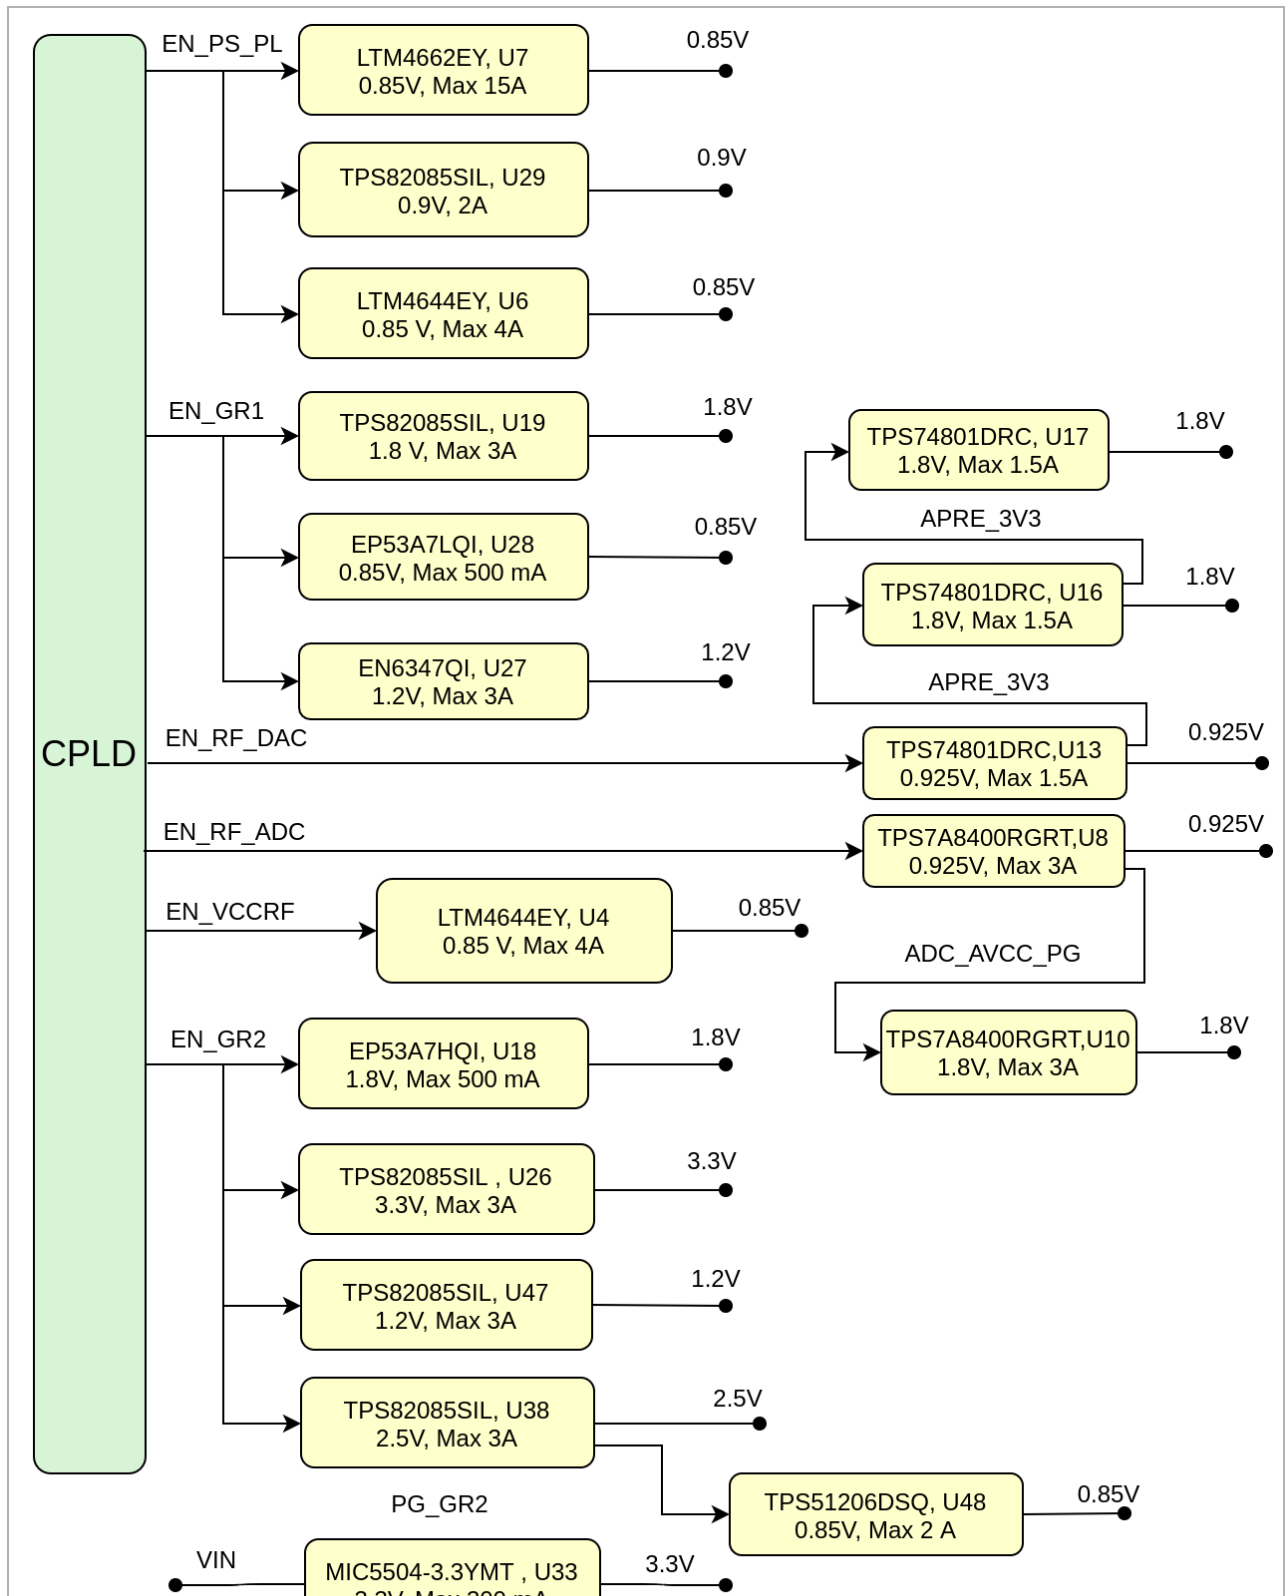 EN_PS_PL
LTM4662EY, U7
0.85V, Max 15A
0.85V
TPS82085SIL, U29
0.9V, 2A
0.9V
LTM4644EY, U6
0.85 V, Max 4A
0.85V
EN_GR1
TPS82085SIL, U19
1.8 V, Max 3A
1.8V
TPS74801DRC, U17
1.8V, Max 1.5A
1.8V
APRE_3V3
EP53A7LQI, U28
0.85V, Max 500 mA
0.85V
TPS74801DRC, U16
1.8V, Max 1.5A
1.8V
APRE_3V3
EN6347QI, U27
1.2V, Max 3A
1.2V
CPLD
EN_RF_DAC
TPS74801DRC,U13
0.925V, Max 1.5A
0.925V
EN_RF_ADC
TPS7A8400RGRT,U8
0.925V, Max 3A
0.925V
EN_VCCRF
LTM4644EY, U4
0.85 V, Max 4A
0.85V
ADC_AVCC_PG
EN_GR2
EP53A7HQI, U18
1.8V, Max 500 mA
1.8V
TPS7A8400RGRT,U10
1.8V, Max 3A
1.8V
TPS82085SIL , U26
3.3V, Max 3A
3.3V
TPS82085SIL, U47
1.2V, Max 3A
1.2V
TPS82085SIL, U38
2.5V, Max 3A
2.5V
PG_GR2
TPS51206DSQ, U48
0.85V, Max 2 A
0.85V
VIN
MIC5504-3.3YMT , U33
3.3V, Max 300 mA
3.3V